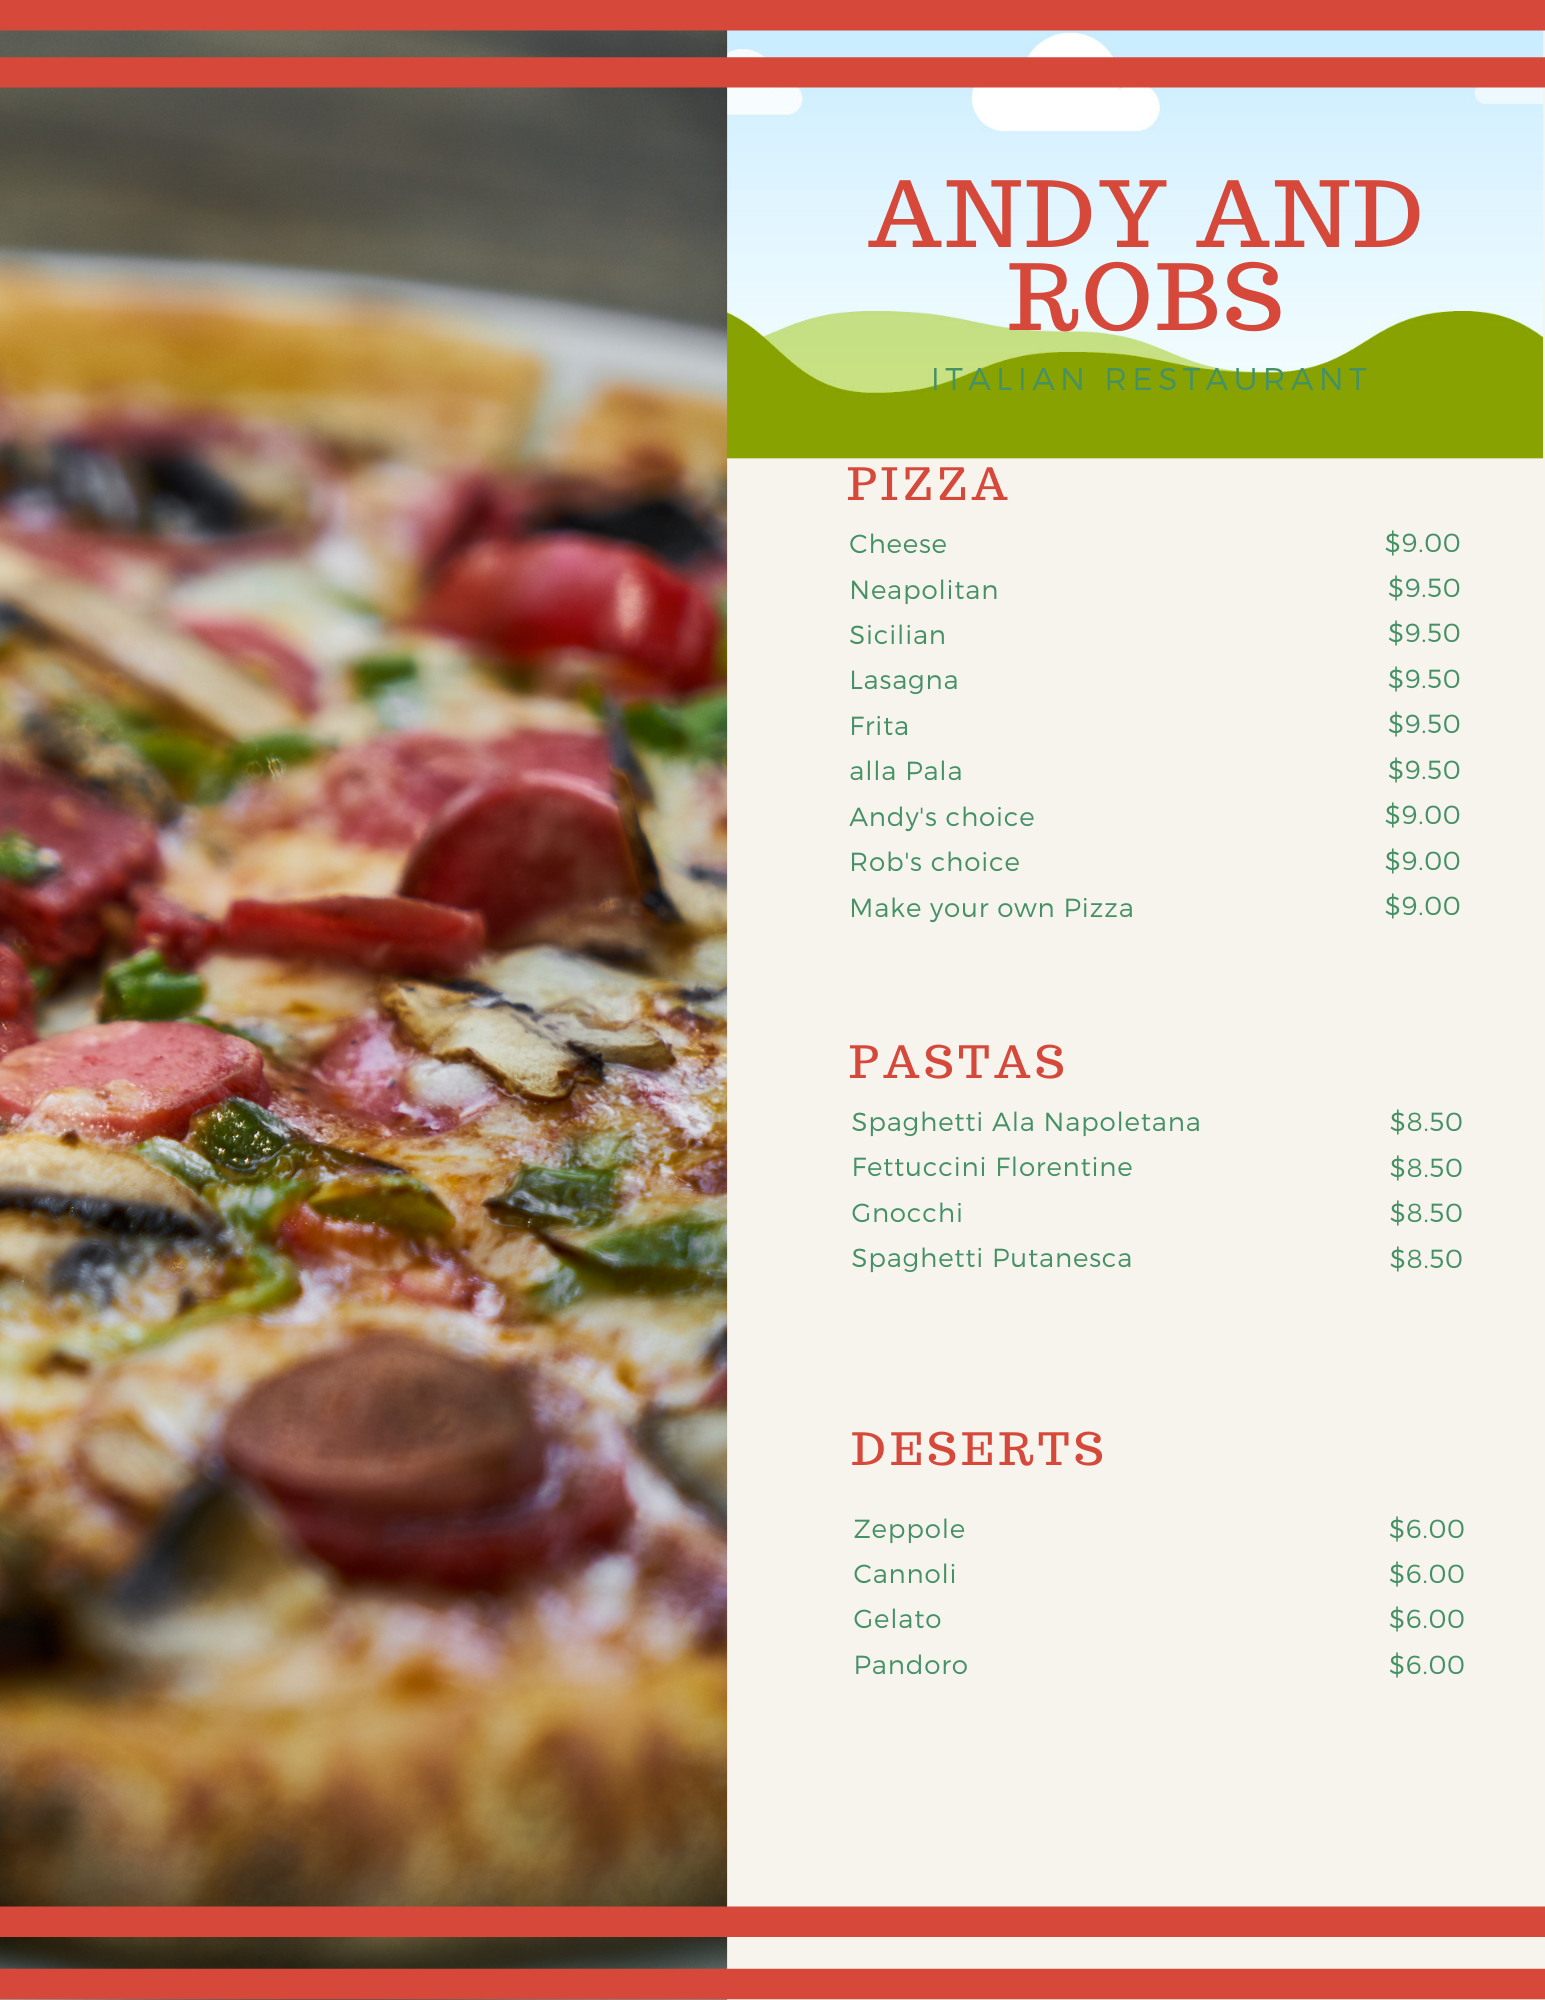 ANDY AND
ROBS
ITALIAN RESTAURANT
PIZZA
Cheese $9.00
Neapolitan $9.50
Sicilian $9.50
Lasagna $9.50
Frita $9.50
alla Pala $9.50
Andy's choice $9.00
Rob's choice $9.00
Make your own Pizza $9.00
PASTAS
Spaghetti Ala Napoletana $8.50
Fettuccini Florentine $8.50
Gnocchi $8.50
Spaghetti Putanesca $8.50
DESERTS
Zeppole $6.00
Cannoli $6.00
Gelato $6.00
Pandoro $6.00